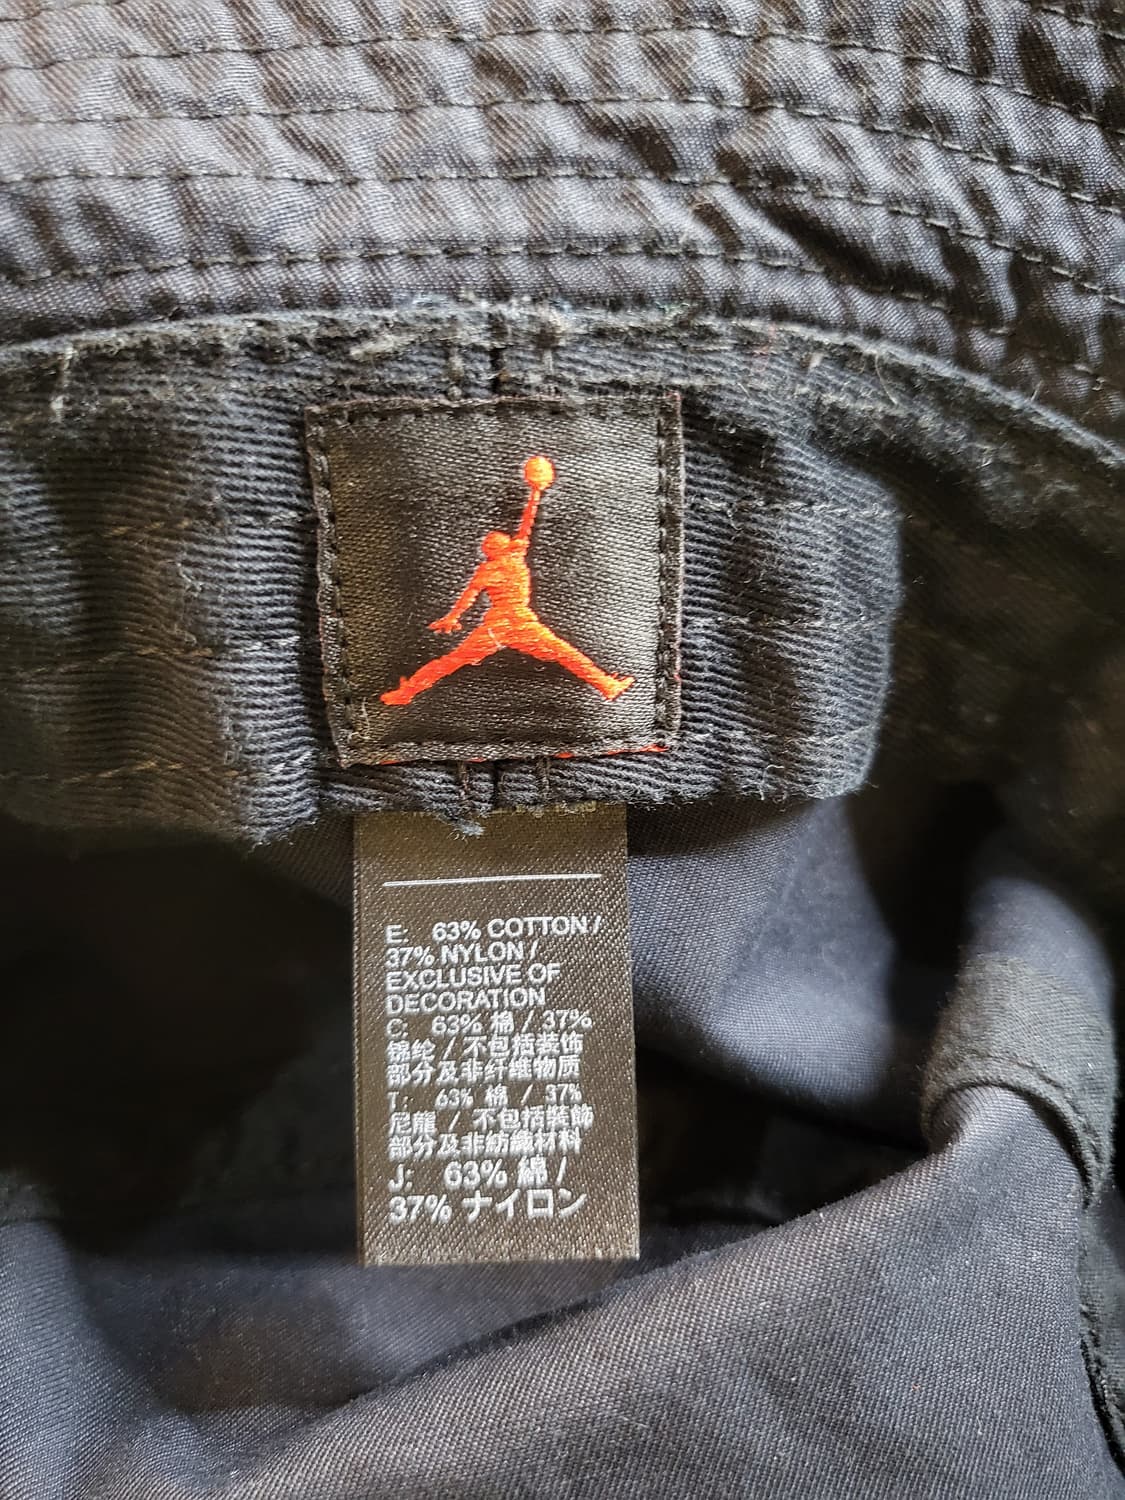 E. 63% COTTON /
37% NYLON /
EXCLUSIVE OF
DECORATION
C: 63% 棉 / 37%
锦纶 / 不包括装饰
部分及非纤维物质
T: 63% 棉 / 37%
尼龍 / 不包括裝飾
部分及非紡織材料
J: 63% 綿 /
37% ナイロン